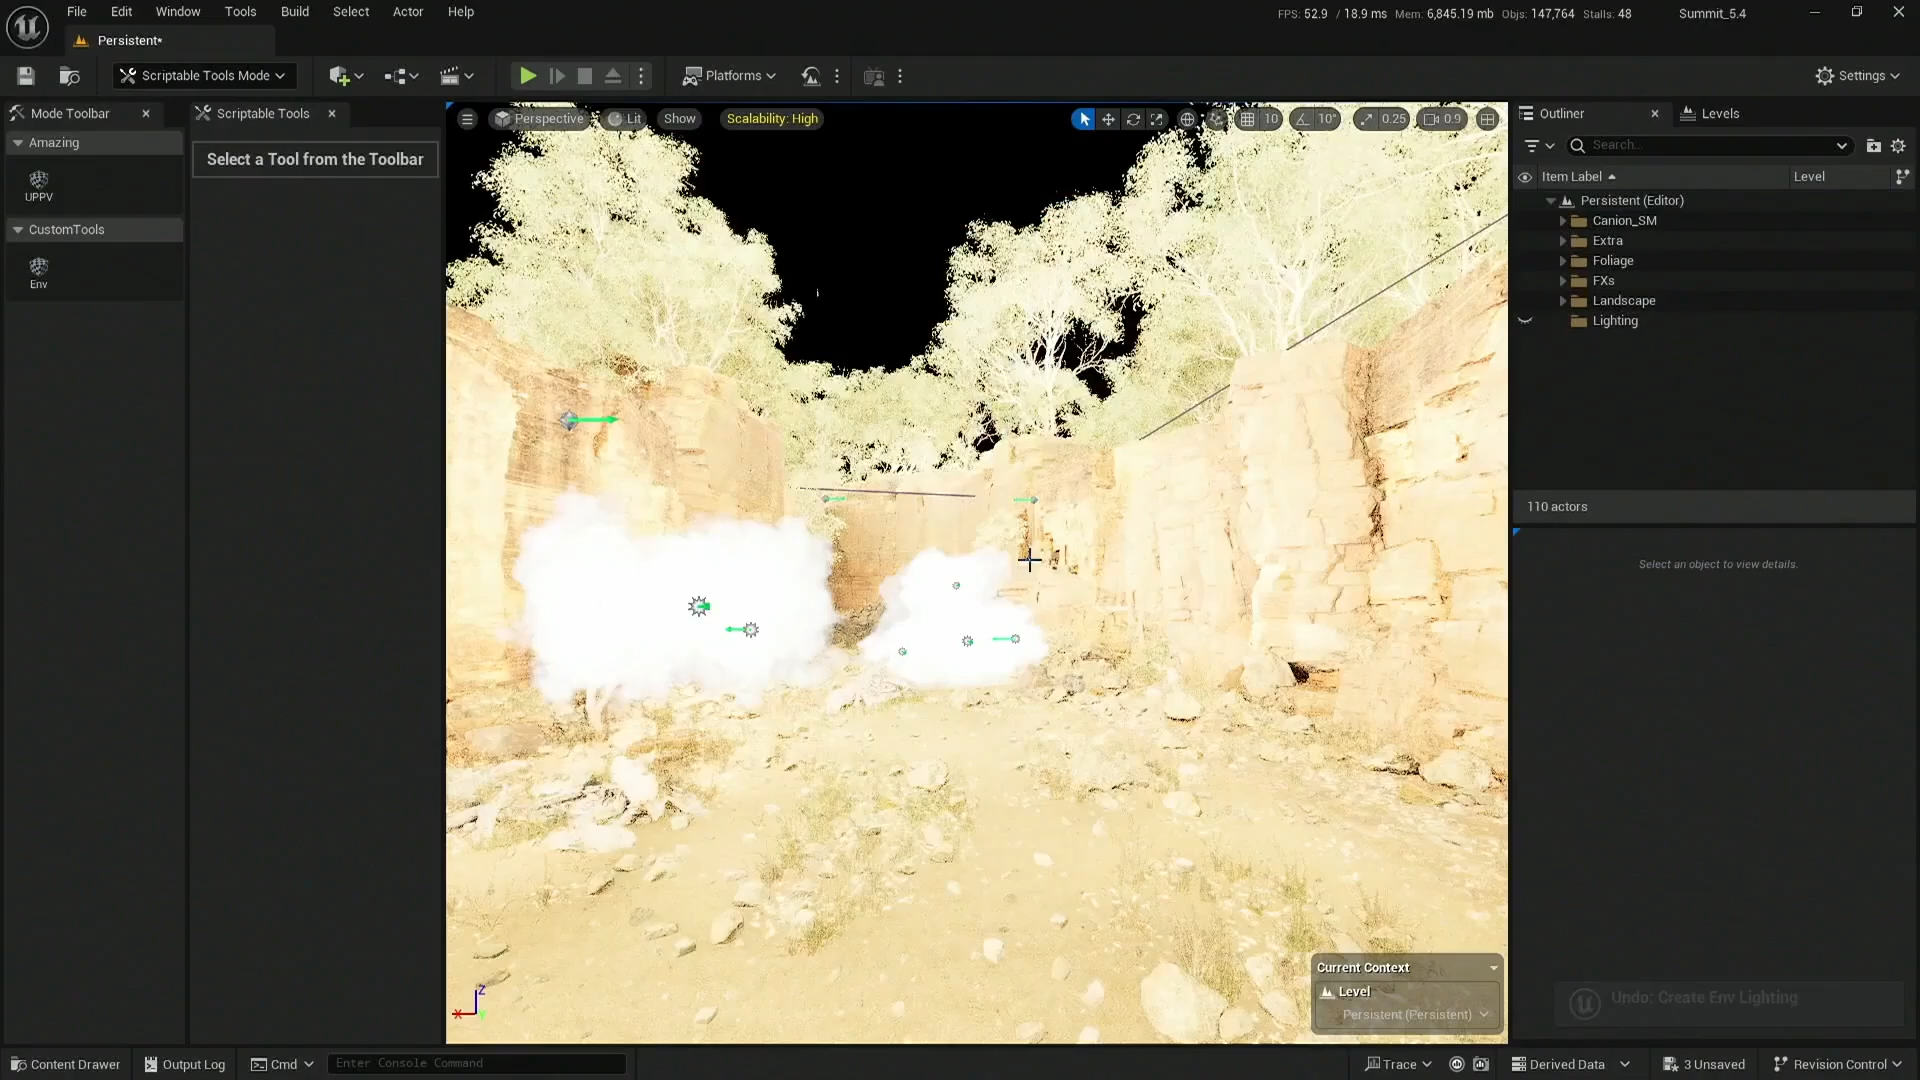 File Edit Window Tools Build Select Actor Help
FPS: 52.9 / 18.9 ms Mem: 6,845.19 mb Objs: 147,764 Stalls: 48 Summit_5.4
Persistent*
Scriptable Tools Mode
Platforms
Settings
Mode Toolbar
Scriptable Tools
Outliner
Levels
Perspective Lit Show Scalability: High
10 10° 0.25 0.9
Amazing
UPPV
Select a Tool from the Toolbar
CustomTools
Env
Search...
Item Label Level
Persistent (Editor)
Canion_SM
Extra
Foliage
FXs
Landscape
Lighting
110 actors
Select an object to view details.
Z
X
Y
Current Context
Level
Persistent (Persistent)
Undo: Create Env Lighting
Content Drawer Output Log Cmd Enter Console Command
Trace Derived Data 3 Unsaved Revision Control